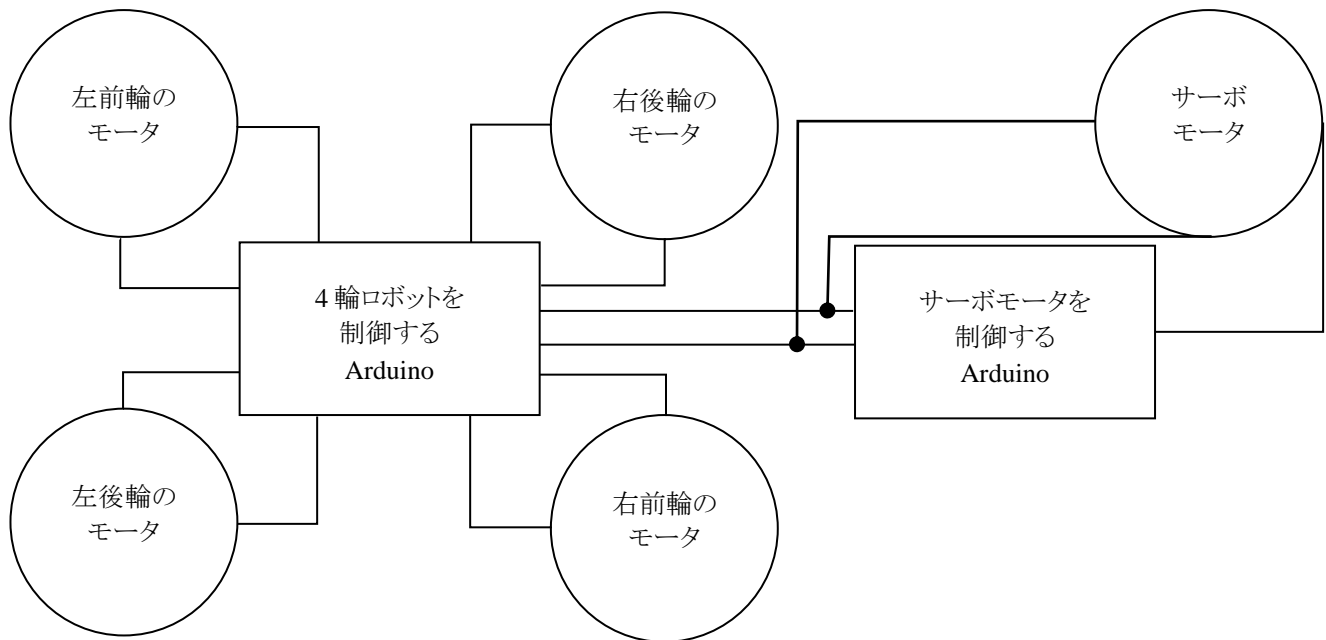 左前輪の
モータ
右後輪の
モータ
サーボ
モータ
4 輪ロボットを
制御する
Arduino
サーボモータを
制御する
Arduino
左後輪の
モータ
右前輪の
モータ